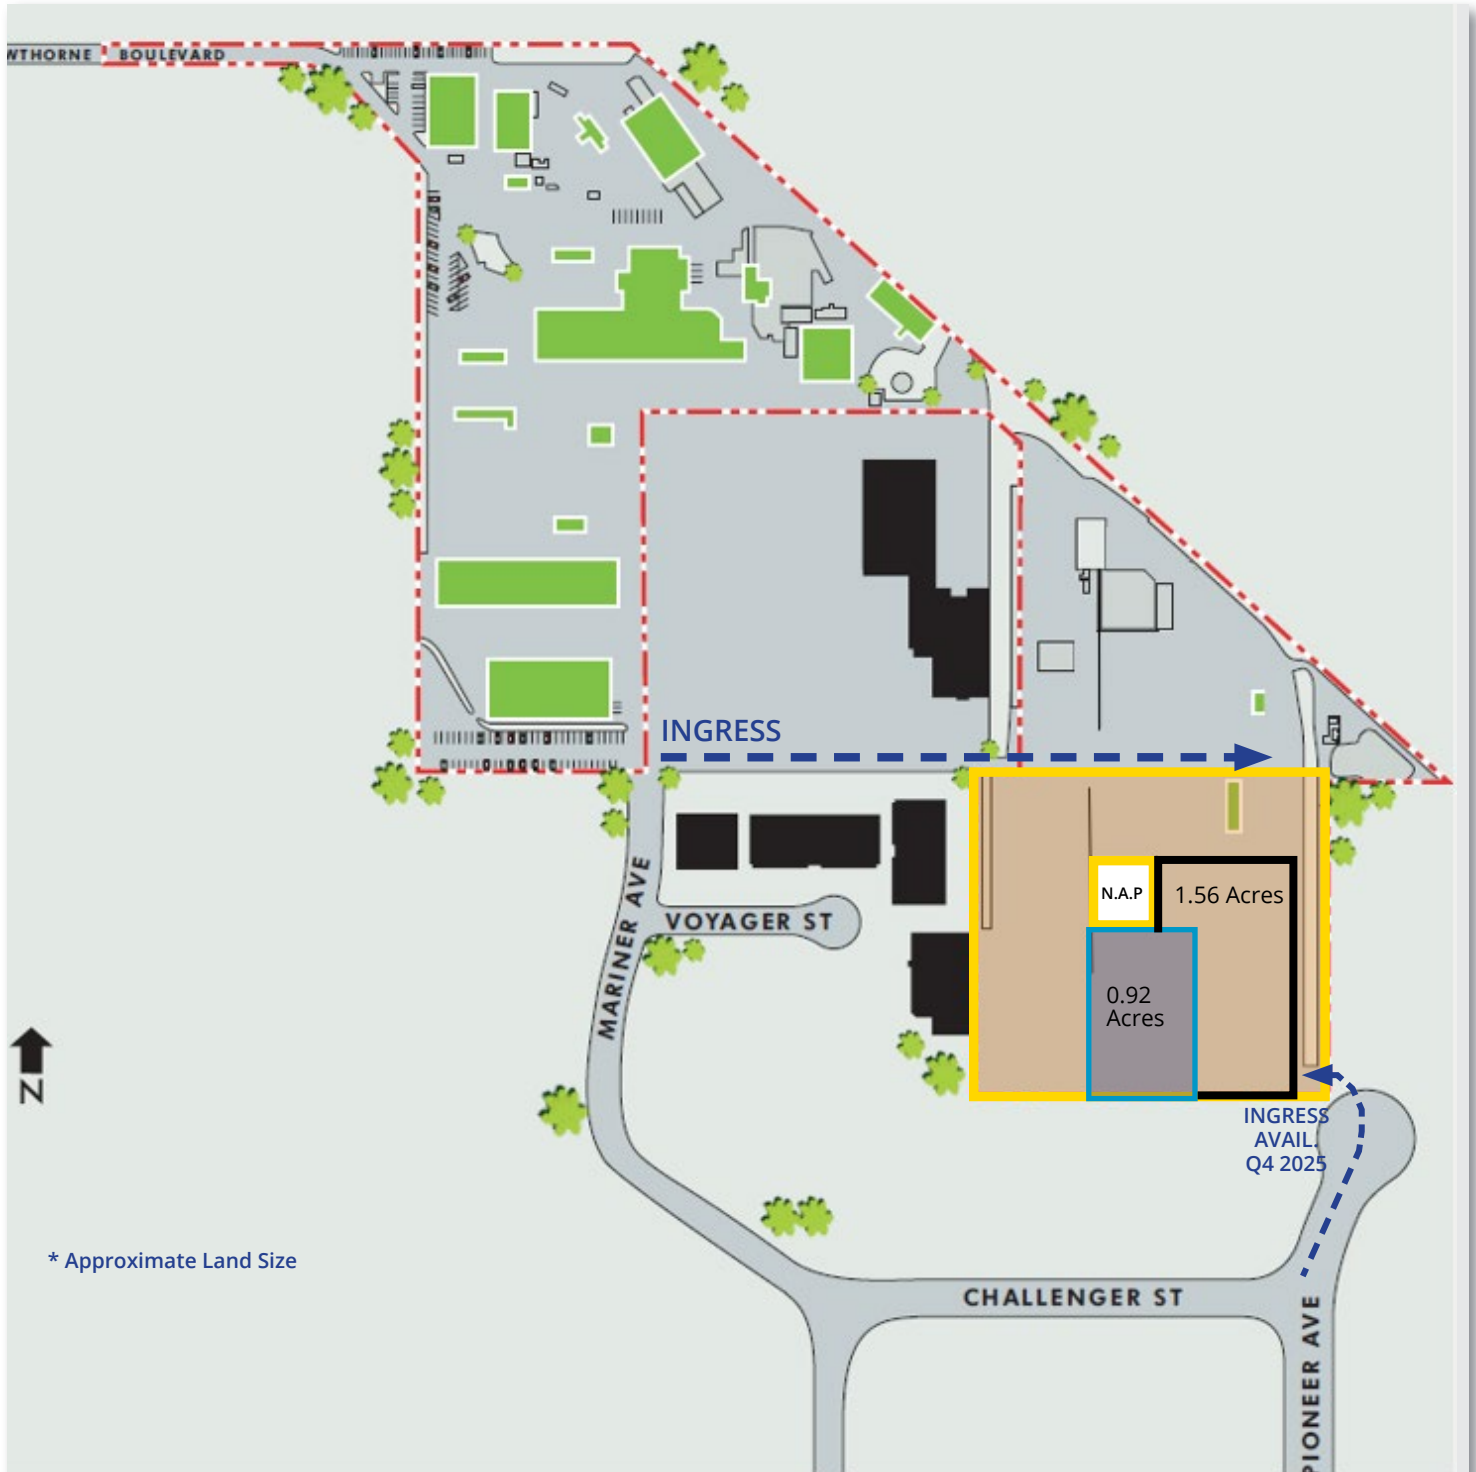 WTHORNE BOULEVARD
INGRESS
N.A.P
1.56 Acres
MARINER AVE
VOYAGER ST
0.92
Acres
N
INGRESS
AVAIL.
Q4 2025
* Approximate Land Size
CHALLENGER ST
PIONEER AVE